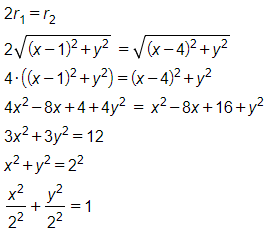 2r₁ = r₂
2√((x − 1)² + y²) = √((x − 4)² + y²)
4·((x − 1)² + y²) = (x − 4)² + y²
4x² − 8x + 4 + 4y² = x² − 8x + 16 + y²
3x² + 3y² = 12
x² + y² = 2²
x²/2² + y²/2² = 1